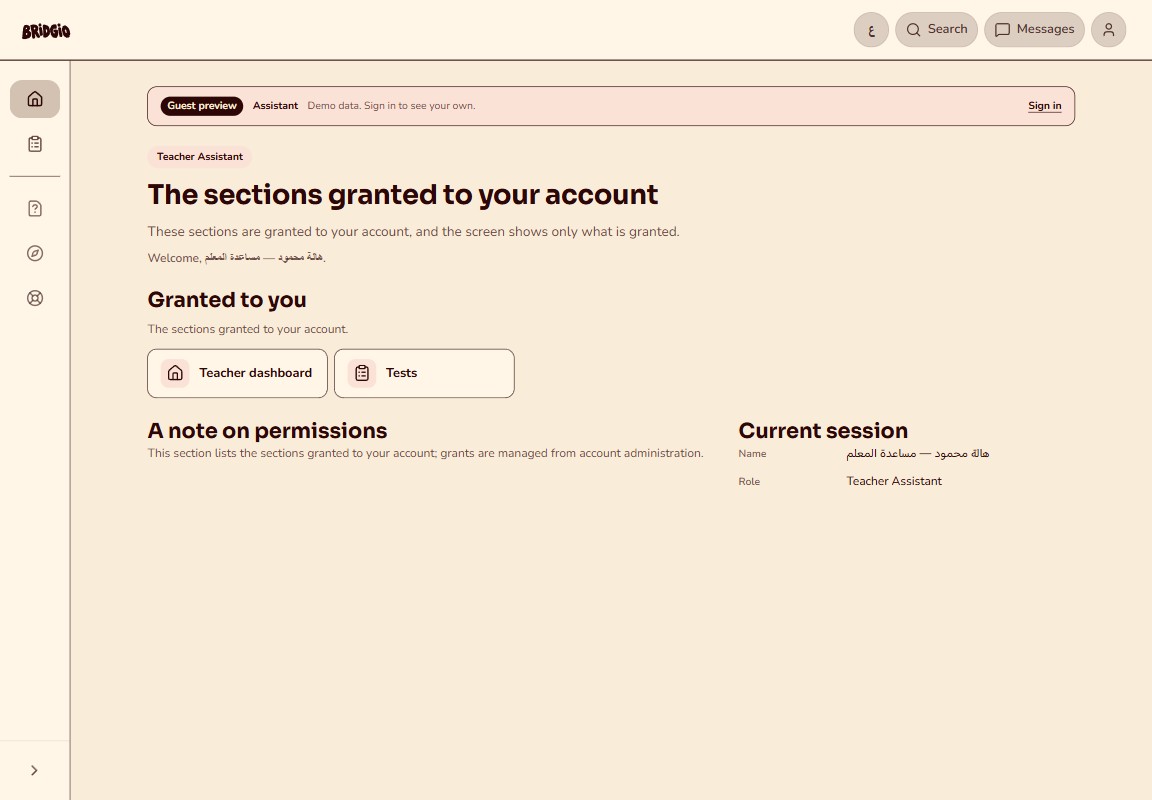 BRiDGiO
ع
Search
Messages
Guest preview Assistant Demo data. Sign in to see your own. Sign in
Teacher Assistant
The sections granted to your account
These sections are granted to your account, and the screen shows only what is granted.
Welcome, هالة محمود — مساعدة المعلم.
Granted to you
The sections granted to your account.
Teacher dashboard
Tests
A note on permissions
This section lists the sections granted to your account; grants are managed from account administration.
Current session
Name هالة محمود — مساعدة المعلم
Role Teacher Assistant